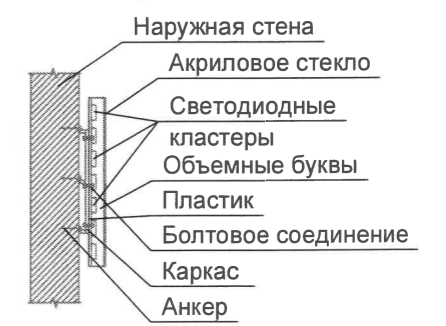 Наружная стена
Акриловое стекло
Светодиодные
кластеры
Объемные буквы
Пластик
Болтовое соединение
Каркас
Анкер